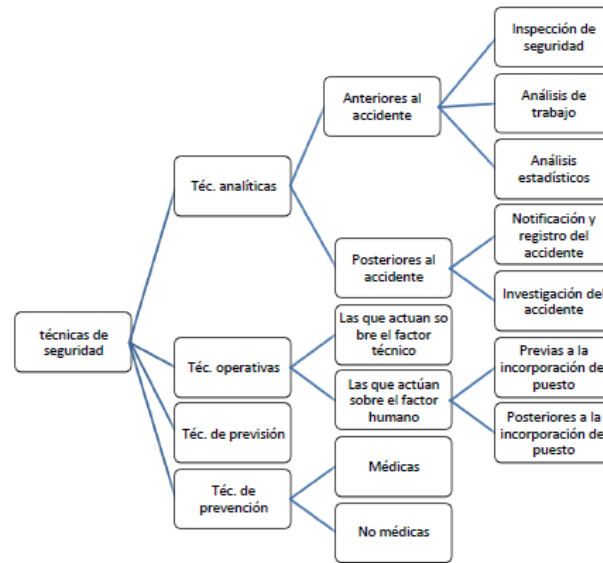 Inspección de
seguridad
Anteriores al
accidente
Análisis de
trabajo
Análisis
estadísticos
Téc. analíticas
Notificación y
registro del
accidente
Posteriores al
accidente
Investigación del
accidente
técnicas de
seguridad
Las que actuan so
bre el factor
técnico
Téc. operativas
Las que actúan
sobre el factor
humano
Previas a la
incorporación de
puesto
Posteriores a la
incorporación de
puesto
Téc. de previsión
Téc. de
prevención
Médicas
No médicas